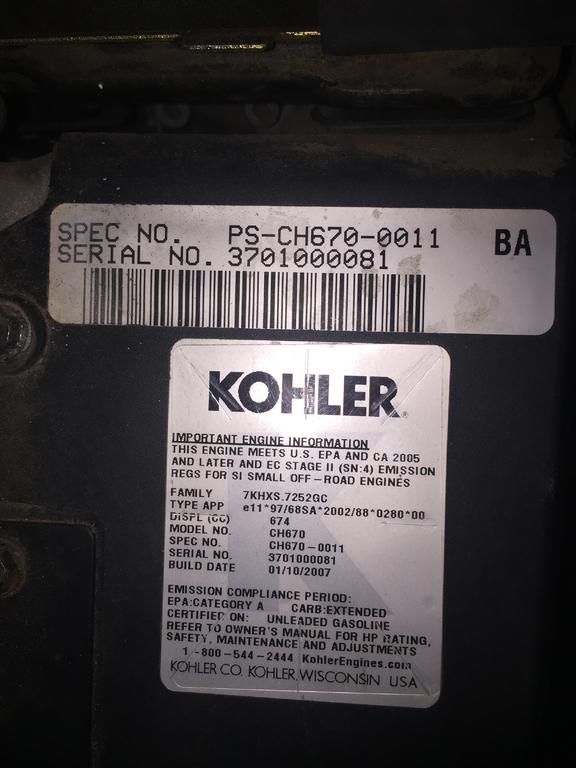 SPEC NO. PS-CH670-0011 BA
SERIAL NO. 3701000081
KOHLER®
IMPORTANT ENGINE INFORMATION
THIS ENGINE MEETS U.S. EPA AND CA 2005
AND LATER AND EC STAGE II (SN:4) EMISSION
REGS FOR SI SMALL OFF-ROAD ENGINES
FAMILY 7KHXS.7252GC
TYPE APP e11*97/68SA*2002/88*0280*00
DISPL (CC) 674
MODEL NO. CH670
SPEC NO. CH670-0011
SERIAL NO. 3701000081
BUILD DATE 01/10/2007
EMISSION COMPLIANCE PERIOD:
EPA:CATEGORY A CARB:EXTENDED
CERTIFIED ON: UNLEADED GASOLINE
REFER TO OWNER'S MANUAL FOR HP RATING,
SAFETY, MAINTENANCE AND ADJUSTMENTS
1-800-544-2444 KohlerEngines.com
KOHLER CO. KOHLER, WISCONSIN USA